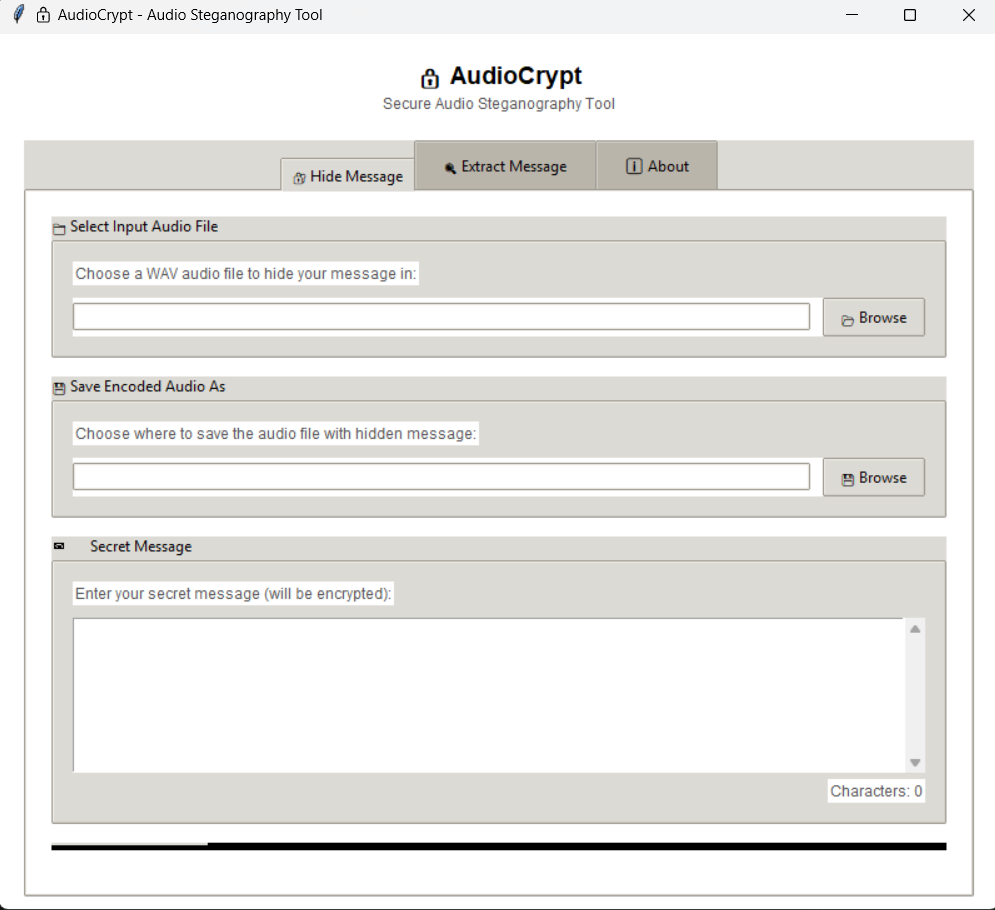 AudioCrypt - Audio Steganography Tool
AudioCrypt
Secure Audio Steganography Tool
Hide Message
Extract Message
About
Select Input Audio File
Choose a WAV audio file to hide your message in:
Browse
Save Encoded Audio As
Choose where to save the audio file with hidden message:
Browse
Secret Message
Enter your secret message (will be encrypted):
Characters: 0